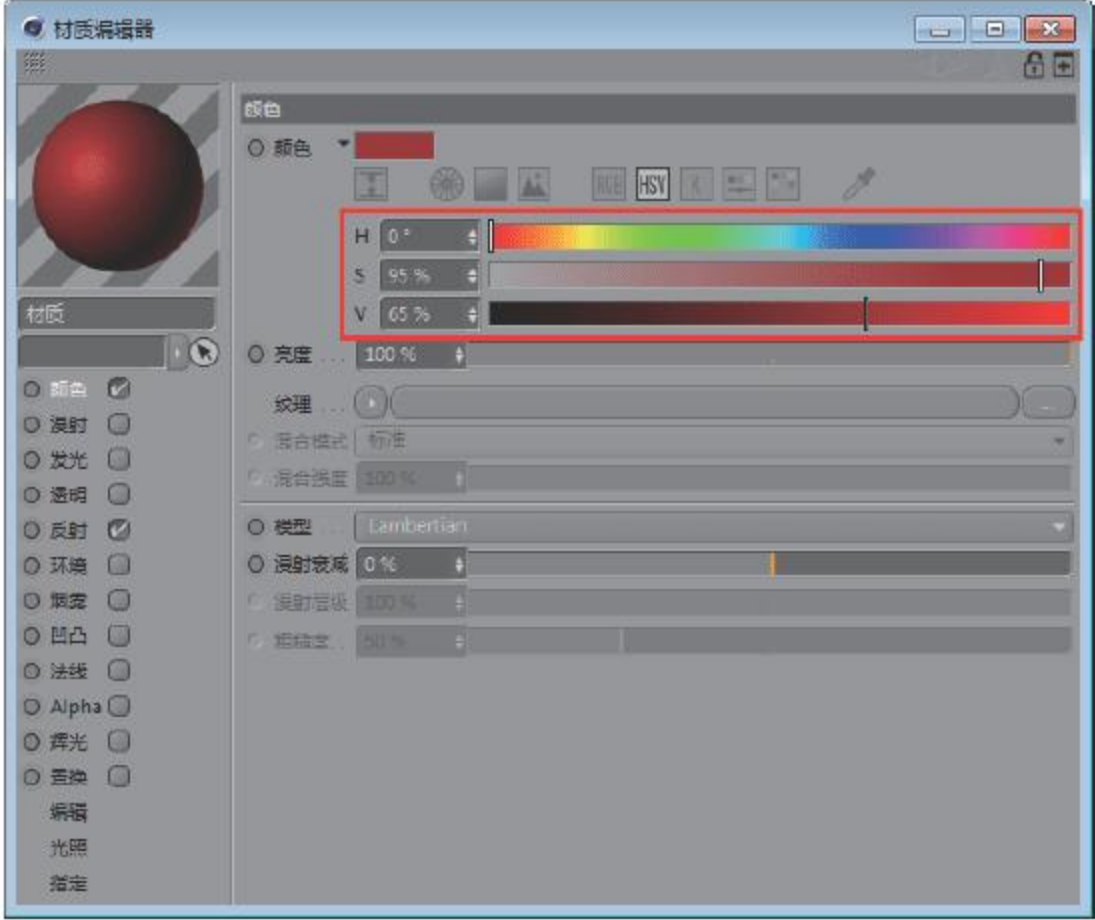 材质编辑器
颜色
颜色
RGB HSV K
H 0°
S 95 %
V 65 %
材质
亮度 . . . 100 %
纹理 . . . ...
混合模式 标准
混合强度 100 %
模型 . . . Lambertian
漫射衰减 0 %
漫射层级 100 %
粗糙度 . . 50 %
颜色
漫射
发光
透明
反射
环境
烟雾
凹凸
法线
Alpha
辉光
置换
编辑
光照
指定